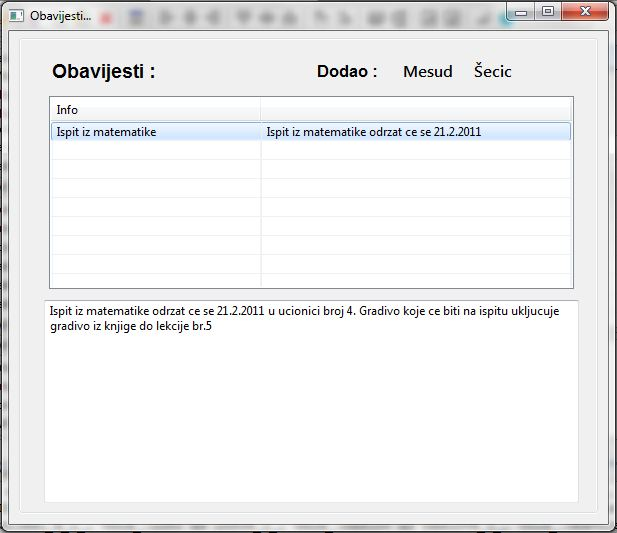 Obavijesti...
Obavijesti : Dodao : Mesud Šecic
Info
Ispit iz matematike Ispit iz matematike odrzat ce se 21.2.2011
Ispit iz matematike odrzat ce se 21.2.2011 u ucionici broj 4. Gradivo koje ce biti na ispitu ukljucuje
gradivo iz knjige do lekcije br.5